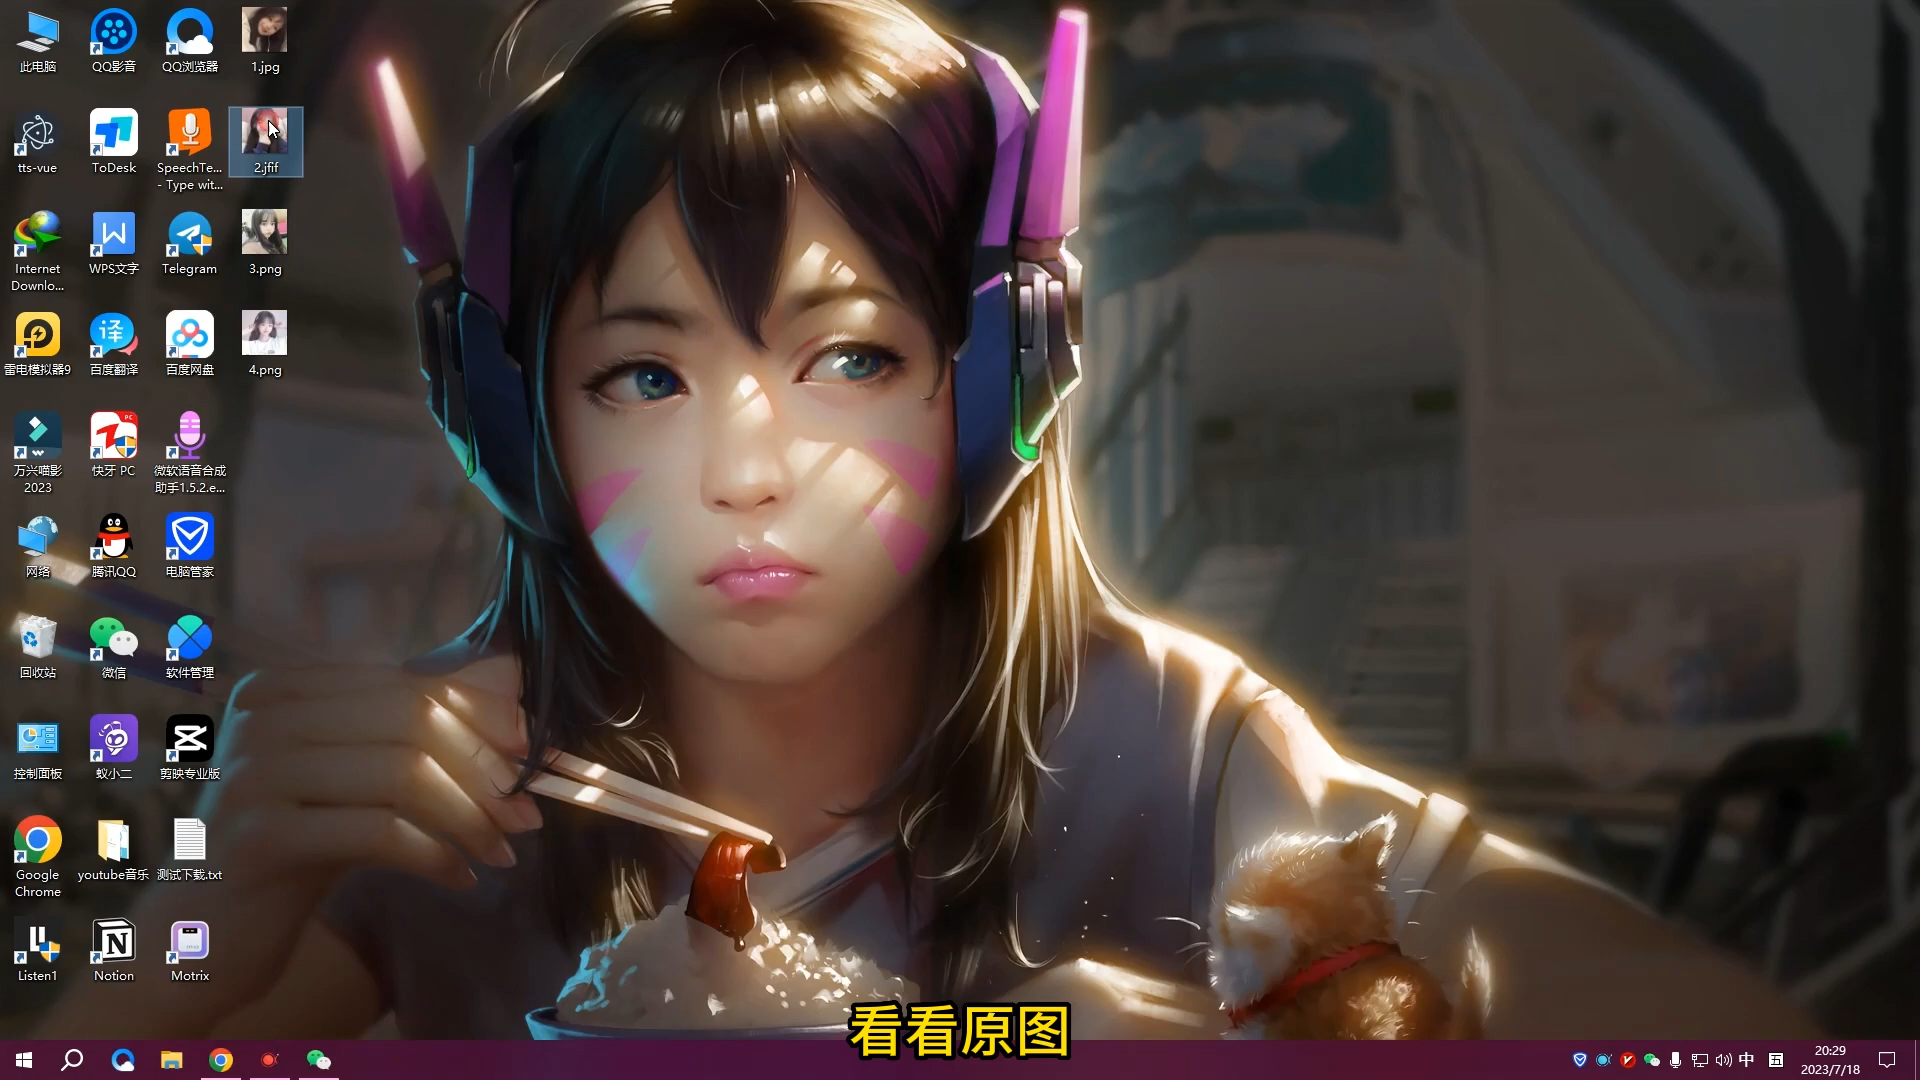 此电脑
QQ影音
QQ浏览器
1.jpg
tts-vue
ToDesk
SpeechTe...
- Type wit...
2.jfif
Internet
Downlo...
WPS文字
Telegram
3.png
雷电模拟器9
百度翻译
百度网盘
4.png
万兴喵影
2023
快牙 PC
微软语音合成
助手1.5.2.e...
网络
腾讯QQ
电脑管家
回收站
微信
软件管理
控制面板
蚁小二
剪映专业版
Google
Chrome
youtube音乐
测试下载.txt
Listen1
Notion
Motrix
看看原图
中
五
20:29
2023/7/18